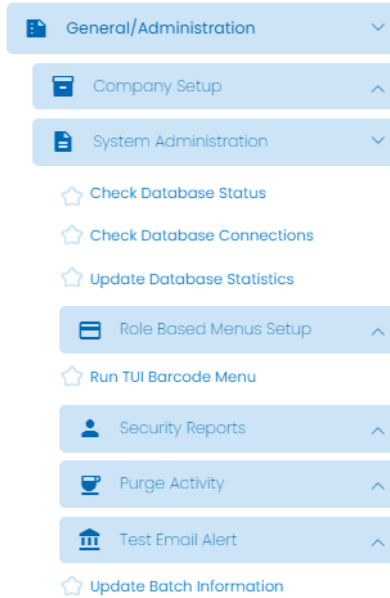 General/Administration
Company Setup
System Administration
Check Database Status
Check Database Connections
Update Database Statistics
Role Based Menus Setup
Run TUI Barcode Menu
Security Reports
Purge Activity
Test Email Alert
Update Batch Information